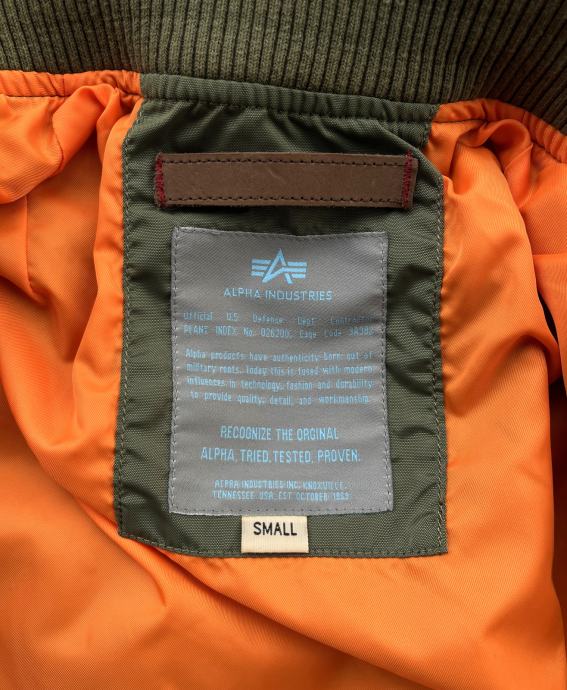 ALPHA INDUSTRIES
Official U.S Defense Dept Contractor
PLANT INDEX No. 026200, Cage Code 3A382
Alpha products have authenticity born out of
military roots. Today this is fused with modern
influences in technology, fashion and durability
to provide quality, detail, and workmanship.
RECOGNIZE THE ORGINAL
ALPHA, TRIED, TESTED, PROVEN.
ALPHA INDUSTRIES INC. KNOXVILLE,
TENNESSEE USA. EST OCTOBER 1959
SMALL